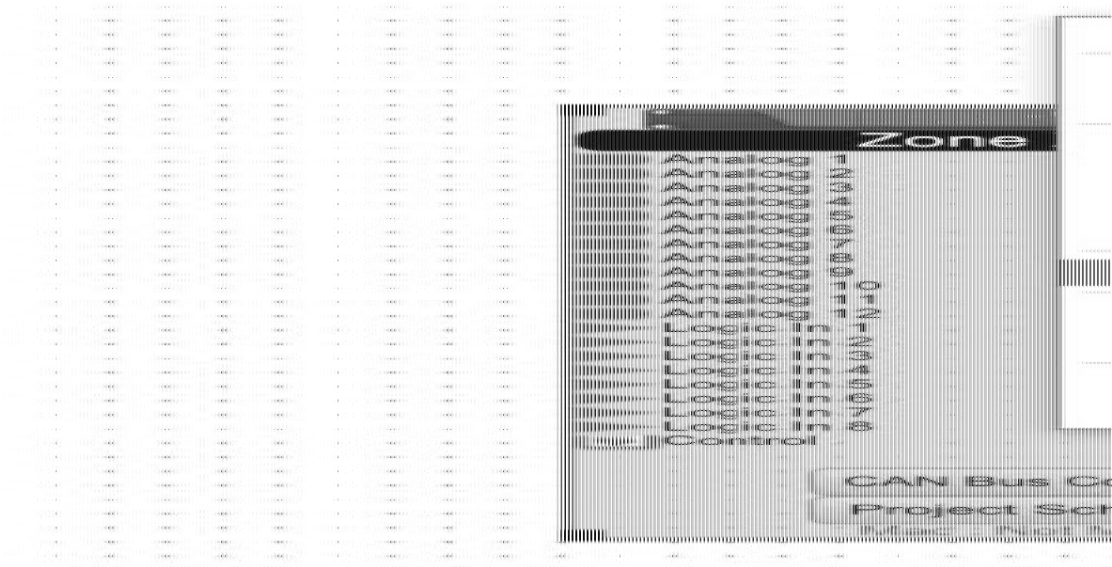 Zone
Analog 1
Analog 2
Analog 3
Analog 4
Analog 5
Analog 6
Analog 7
Analog 8
Analog 9
Analog 10
Analog 11
Analog 12
Logic In 1
Logic In 2
Logic In 3
Logic In 4
Logic In 5
Logic In 6
Logic In 7
Logic In 8
Control
CAN Bus
Project
Not